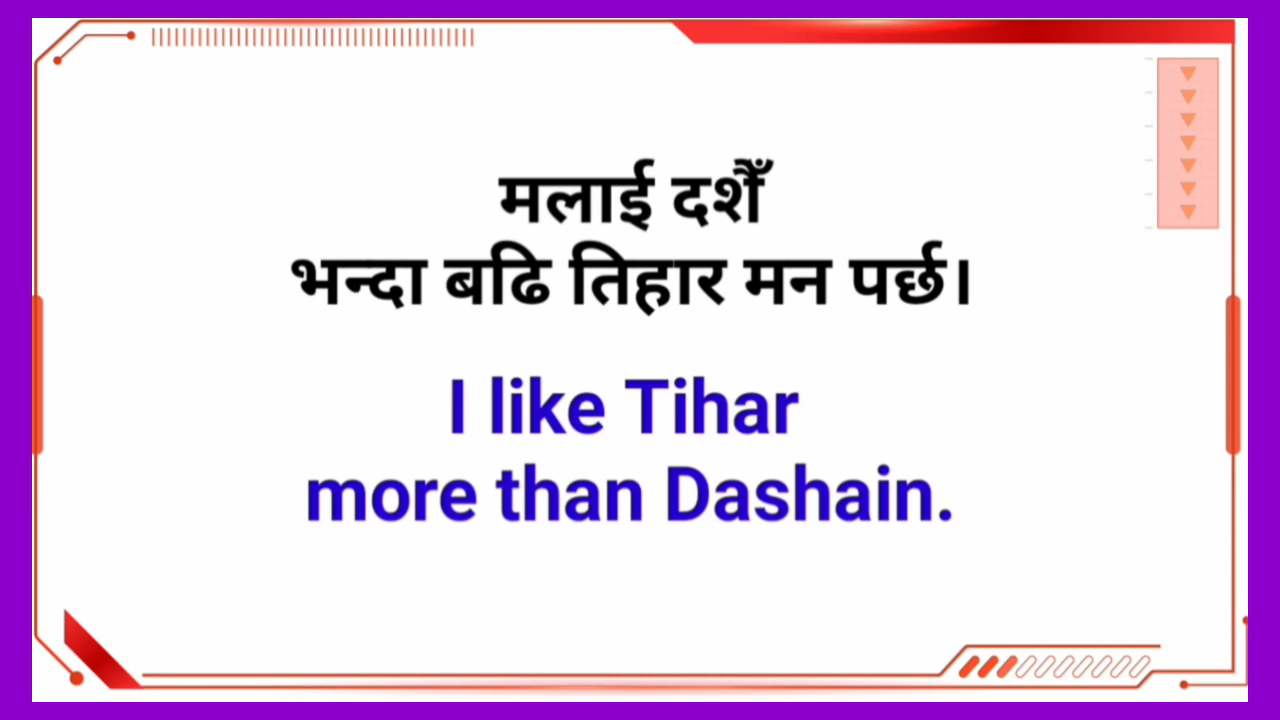 मलाई दशैँ
भन्दा बढि तिहार मन पर्छ।
I like Tihar
more than Dashain.